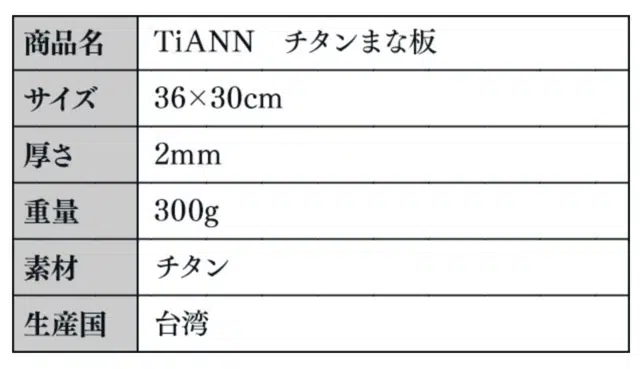 商品名 TiANN　チタンまな板
サイズ 36×30cm
厚さ 2mm
重量 300g
素材 チタン
生産国 台湾